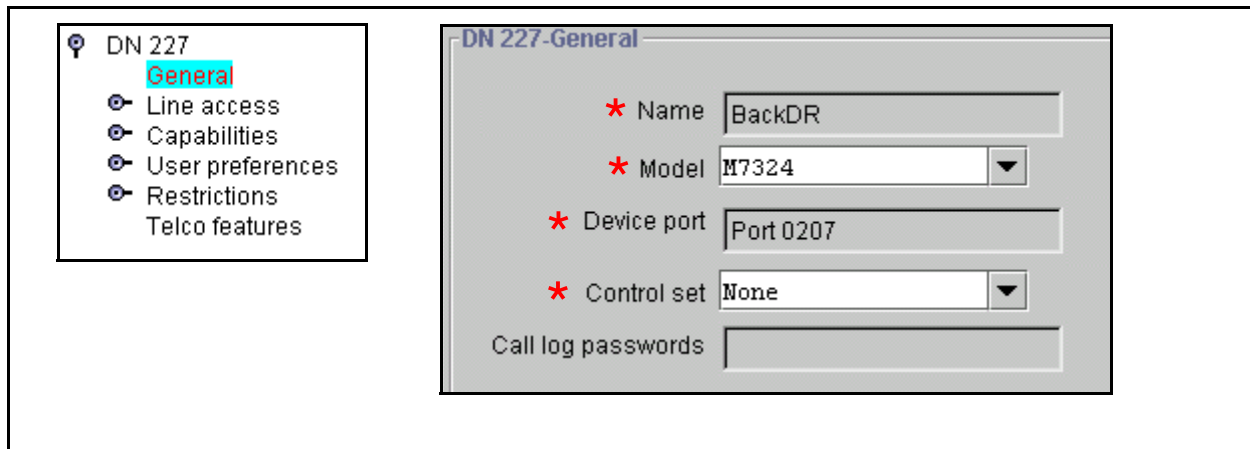 DN 227
General
Line access
Capabilities
User preferences
Restrictions
Telco features
DN 227-General
* Name BackDR
* Model M7324
* Device port Port 0207
* Control set None
Call log passwords